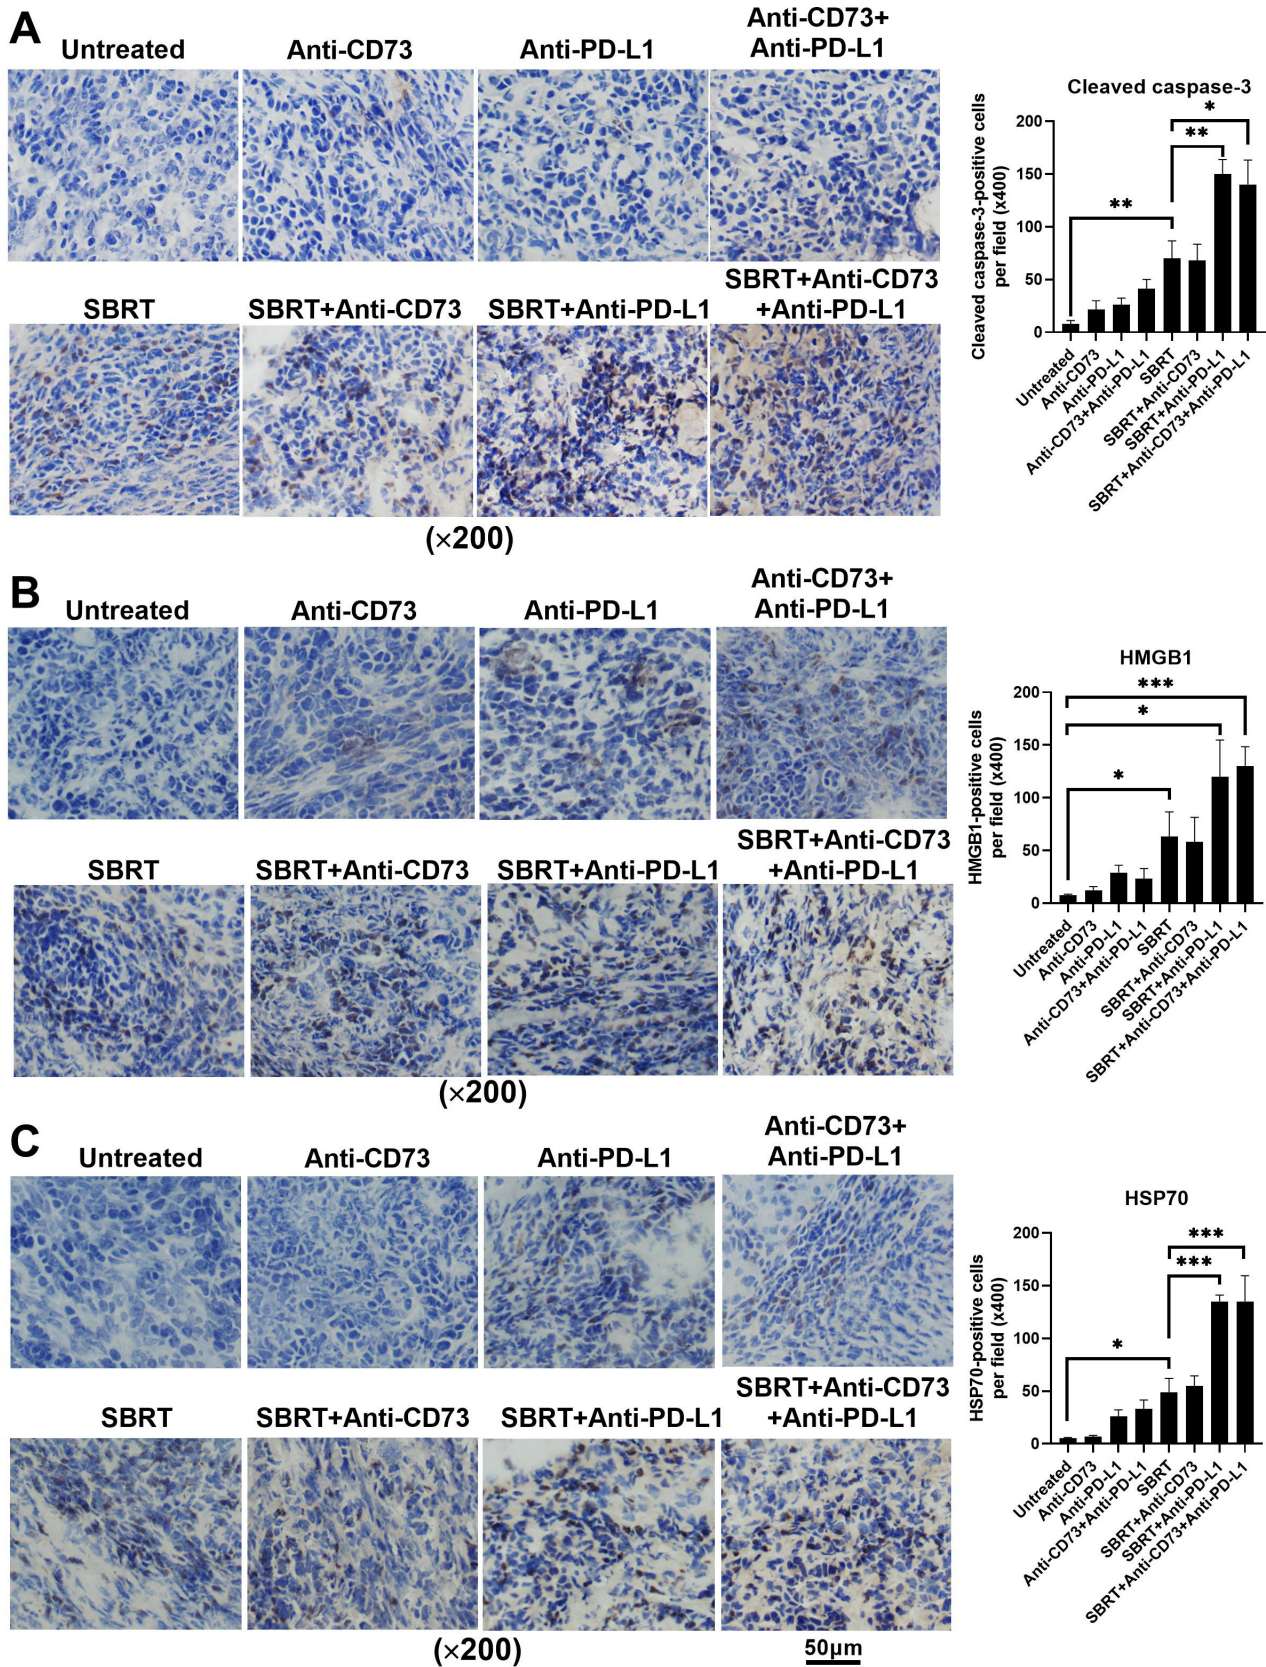 A
Untreated
Anti-CD73
Anti-PD-L1
Anti-CD73+
Anti-PD-L1
SBRT
SBRT+Anti-CD73
SBRT+Anti-PD-L1
SBRT+Anti-CD73
+Anti-PD-L1
(×200)
Cleaved caspase-3
Cleaved caspase-3-positive cells
per field (x400)
200
150
100
50
0
**
**
*
Untreated
Anti-CD73
Anti-PD-L1
Anti-CD73+Anti-PD-L1
SBRT
SBRT+Anti-CD73
SBRT+Anti-PD-L1
SBRT+Anti-CD73+Anti-PD-L1
B
Untreated
Anti-CD73
Anti-PD-L1
Anti-CD73+
Anti-PD-L1
SBRT
SBRT+Anti-CD73
SBRT+Anti-PD-L1
SBRT+Anti-CD73
+Anti-PD-L1
(×200)
HMGB1
HMGB1-positive cells
per field (x400)
200
150
100
50
0
***
*
*
Untreated
Anti-CD73
Anti-PD-L1
Anti-CD73+Anti-PD-L1
SBRT
SBRT+Anti-CD73
SBRT+Anti-PD-L1
SBRT+Anti-CD73+Anti-PD-L1
C
Untreated
Anti-CD73
Anti-PD-L1
Anti-CD73+
Anti-PD-L1
SBRT
SBRT+Anti-CD73
SBRT+Anti-PD-L1
SBRT+Anti-CD73
+Anti-PD-L1
(×200)
50μm
HSP70
HSP70-positive cells
per field (x400)
200
150
100
50
0
***
***
*
Untreated
Anti-CD73
Anti-PD-L1
Anti-CD73+Anti-PD-L1
SBRT
SBRT+Anti-CD73
SBRT+Anti-PD-L1
SBRT+Anti-CD73+Anti-PD-L1